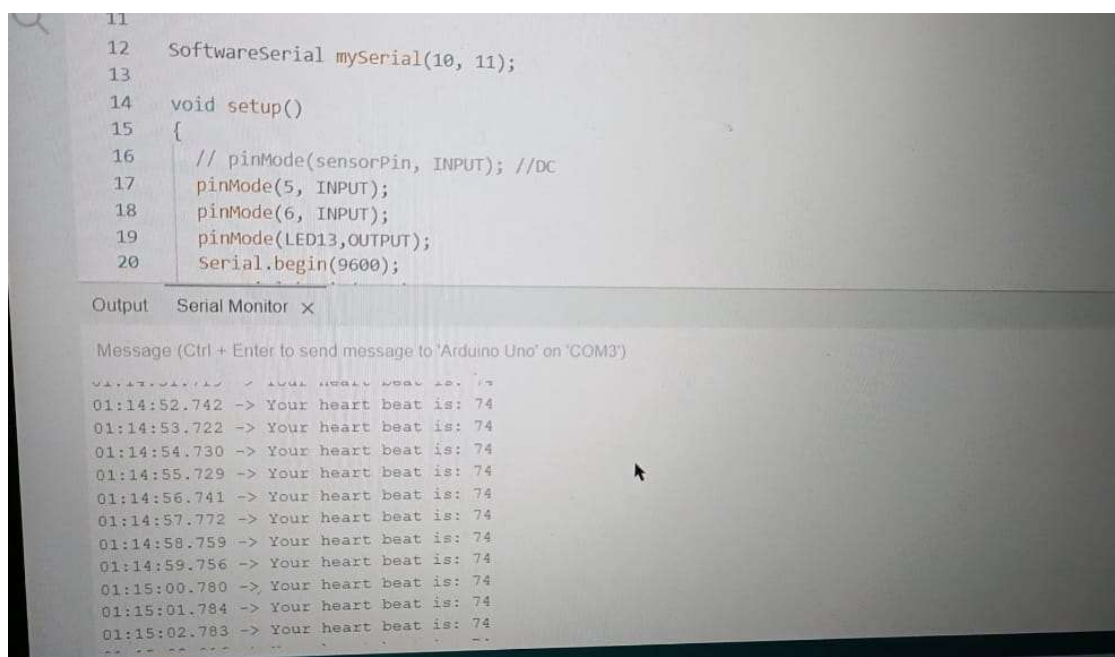 11
12 SoftwareSerial mySerial(10, 11);
13
14 void setup()
15 {
16 // pinMode(sensorPin, INPUT); //DC
17 pinMode(5, INPUT);
18 pinMode(6, INPUT);
19 pinMode(LED13,OUTPUT);
20 Serial.begin(9600);
Output Serial Monitor ×
Message (Ctrl + Enter to send message to 'Arduino Uno' on 'COM3')
01:14:52.742 -> Your heart beat is: 74
01:14:53.722 -> Your heart beat is: 74
01:14:54.730 -> Your heart beat is: 74
01:14:55.729 -> Your heart beat is: 74
01:14:56.741 -> Your heart beat is: 74
01:14:57.772 -> Your heart beat is: 74
01:14:58.759 -> Your heart beat is: 74
01:14:59.756 -> Your heart beat is: 74
01:15:00.780 -> Your heart beat is: 74
01:15:01.784 -> Your heart beat is: 74
01:15:02.783 -> Your heart beat is: 74